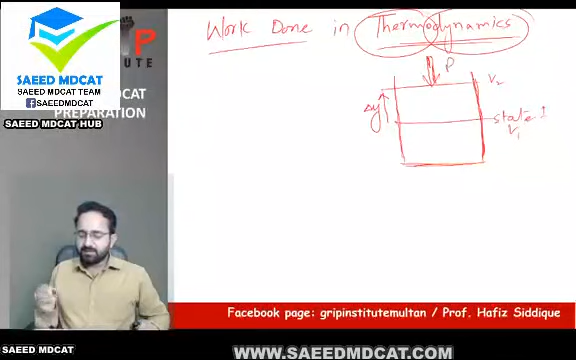 Work Done in Thermodynamics
P
V₂
Δy
state 1
V₁
SAEED MDCAT
SAEED MDCAT TEAM
SAEEDMDCAT
SAEED MDCAT HUB
P
UTE
MDCAT
PREPARATION
Facebook page: gripinstitutemultan / Prof. Hafiz Siddique
SAEED MDCAT
WWW.SAEEDMDCAT.COM